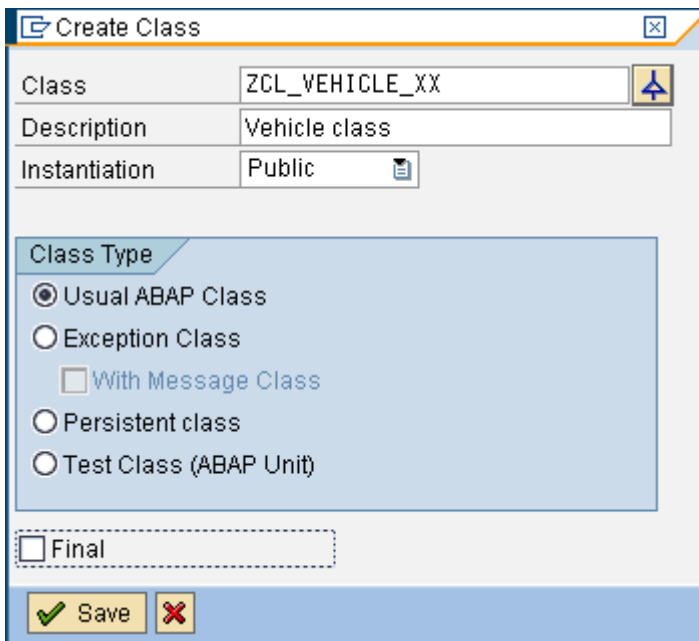 Create Class
Class ZCL_VEHICLE_XX
Description Vehicle class
Instantiation Public
Class Type
Usual ABAP Class
Exception Class
With Message Class
Persistent class
Test Class (ABAP Unit)
Final
Save